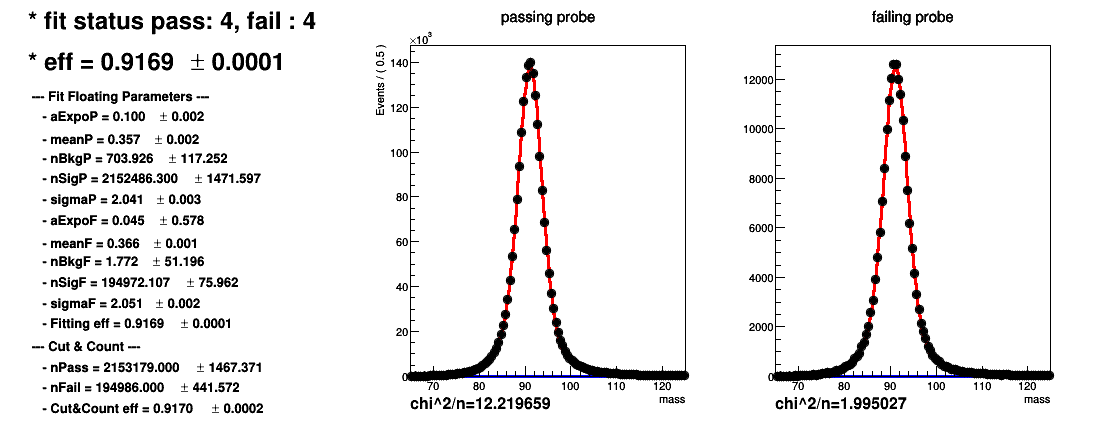 * fit status pass: 4, fail : 4
* eff = 0.9169 ± 0.0001
--- Fit Floating Parameters ---
- aExpoP = 0.100 ± 0.002
- meanP = 0.357 ± 0.002
- nBkgP = 703.926 ± 117.252
- nSigP = 2152486.300 ± 1471.597
- sigmaP = 2.041 ± 0.003
- aExpoF = 0.045 ± 0.578
- meanF = 0.366 ± 0.001
- nBkgF = 1.772 ± 51.196
- nSigF = 194972.107 ± 75.962
- sigmaF = 2.051 ± 0.002
- Fitting eff = 0.9169 ± 0.0001
--- Cut & Count ---
- nPass = 2153179.000 ± 1467.371
- nFail = 194986.000 ± 441.572
- Cut&Count eff = 0.9170 ± 0.0002
passing probe
×10³
Events / ( 0.5 )
140
120
100
80
60
40
20
0
70 80 90 100 110 120
mass
chi^2/n=12.219659
failing probe
12000
10000
8000
6000
4000
2000
0
70 80 90 100 110 120
mass
chi^2/n=1.995027